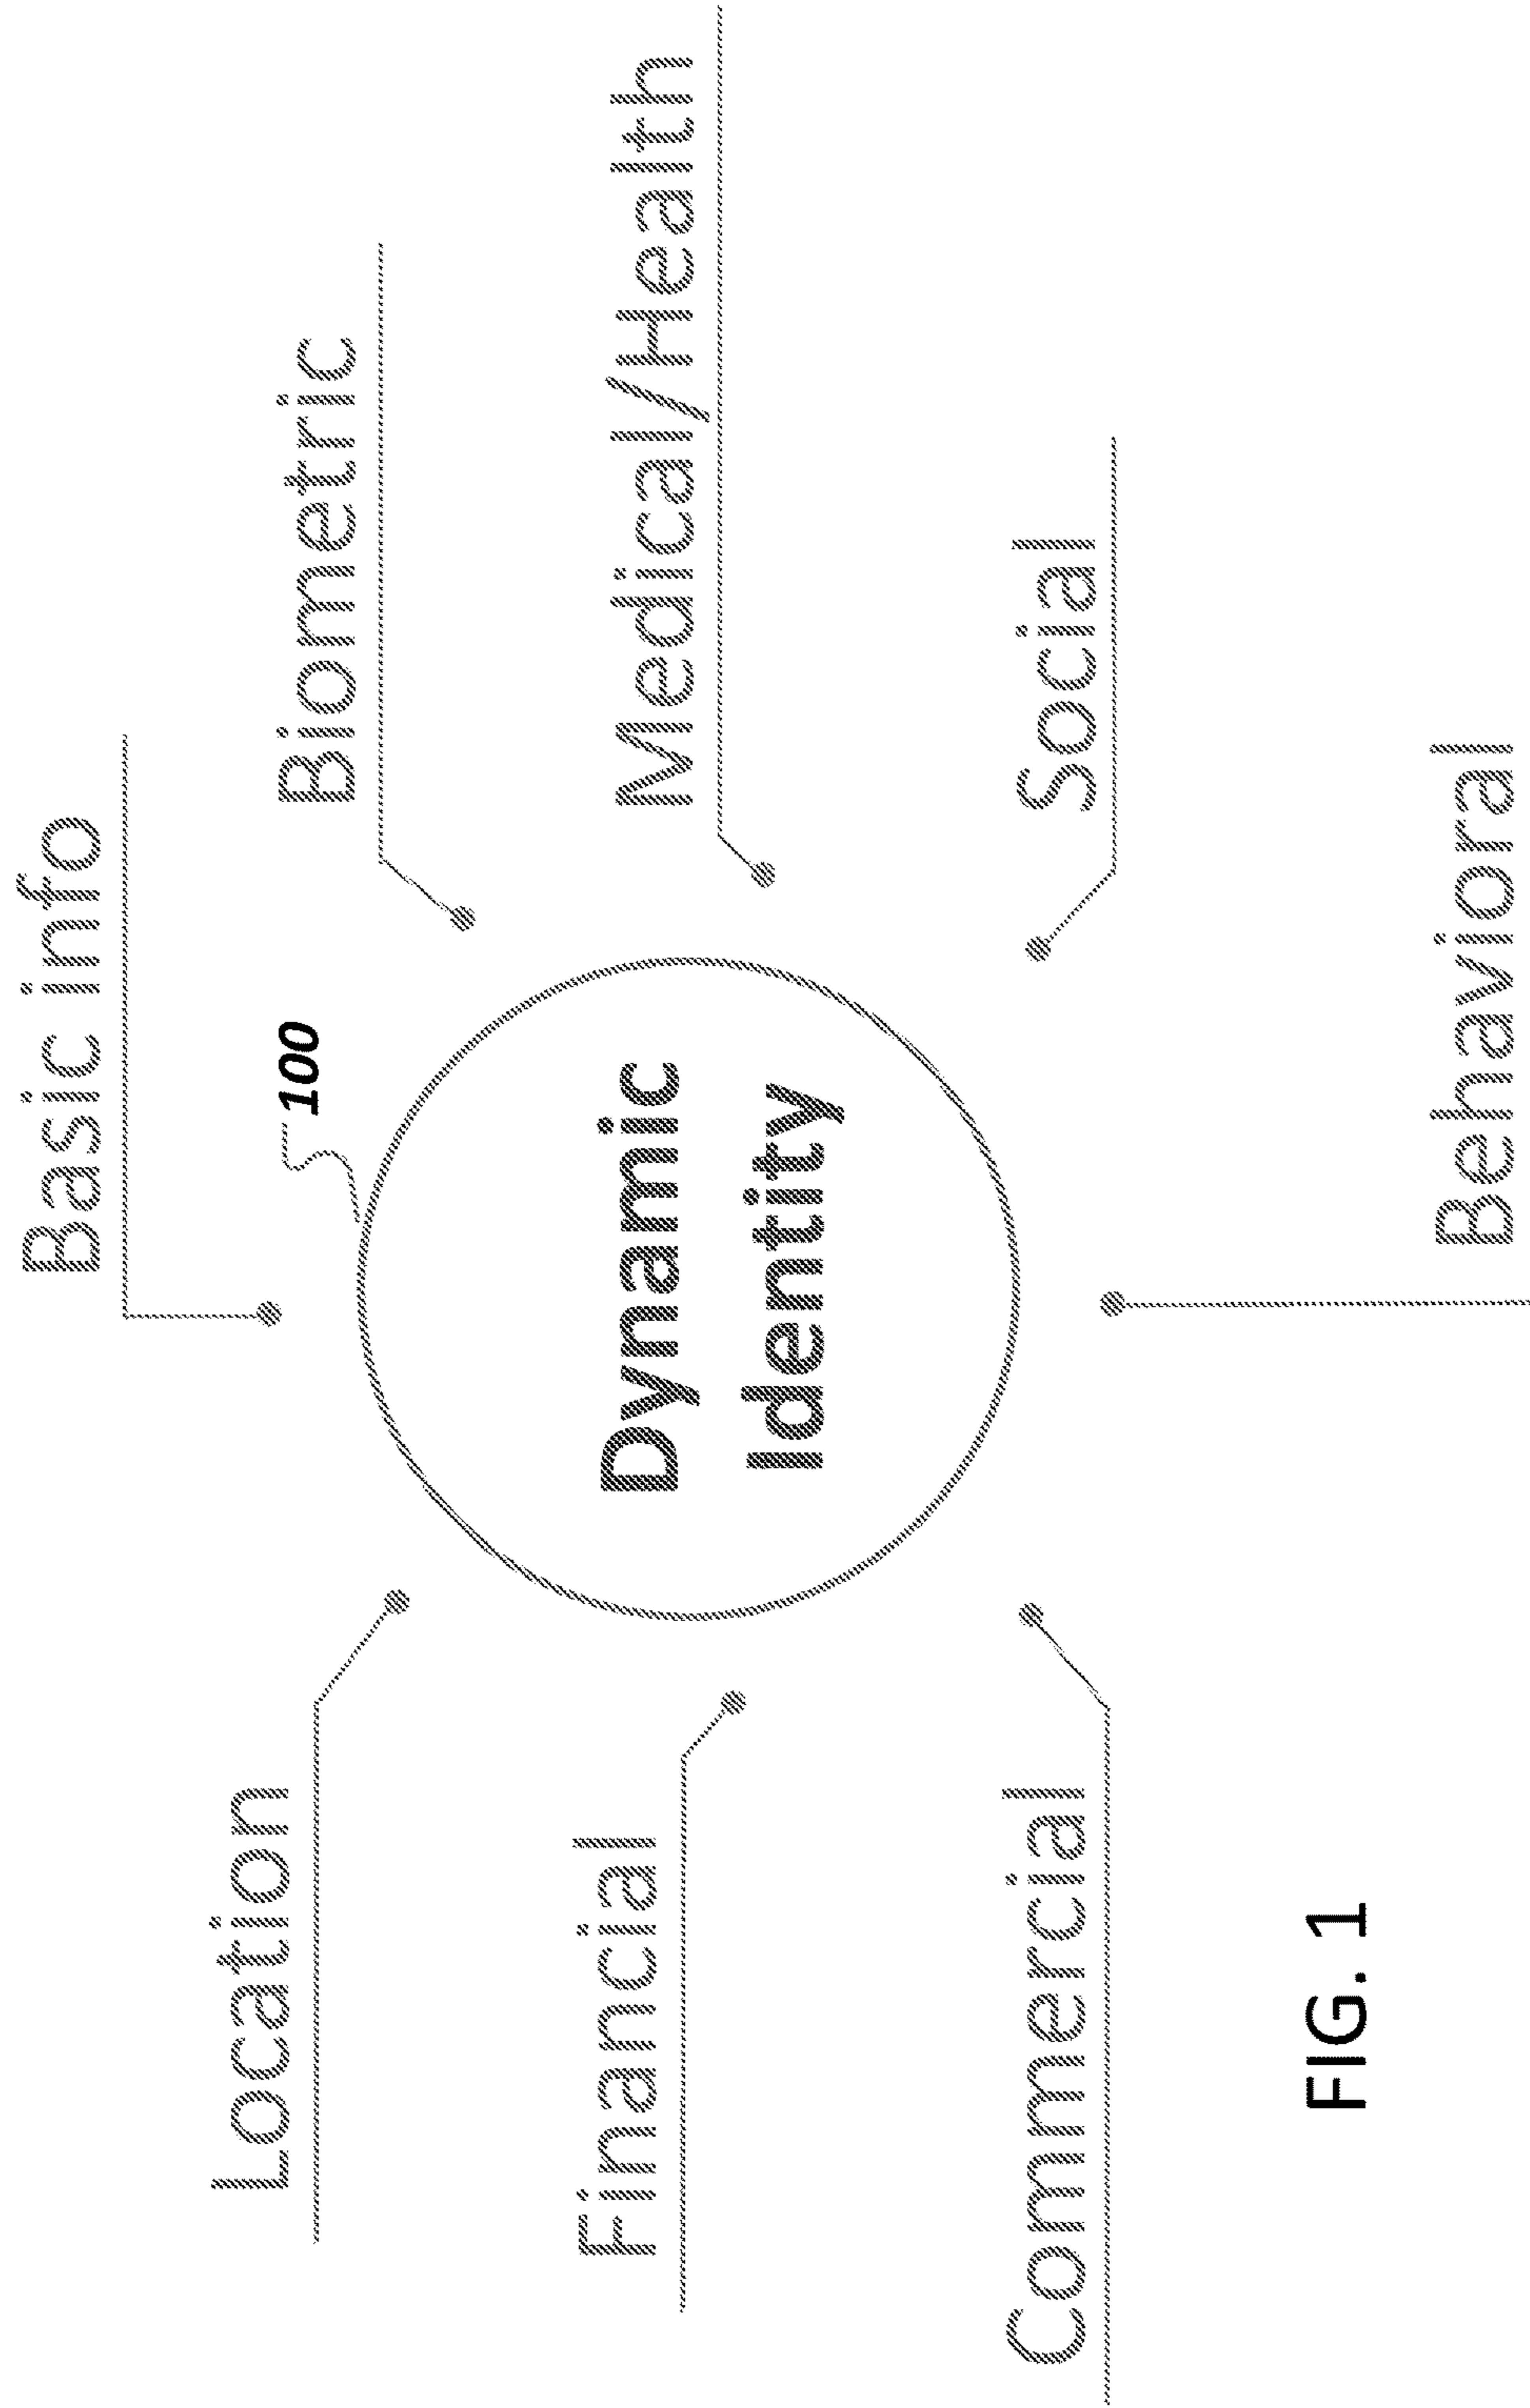 Basic info
100
Location
Biometric
Dynamic
Identity
Financial
Medical/Health
Commercial
Social
Behavioral
FIG. 1